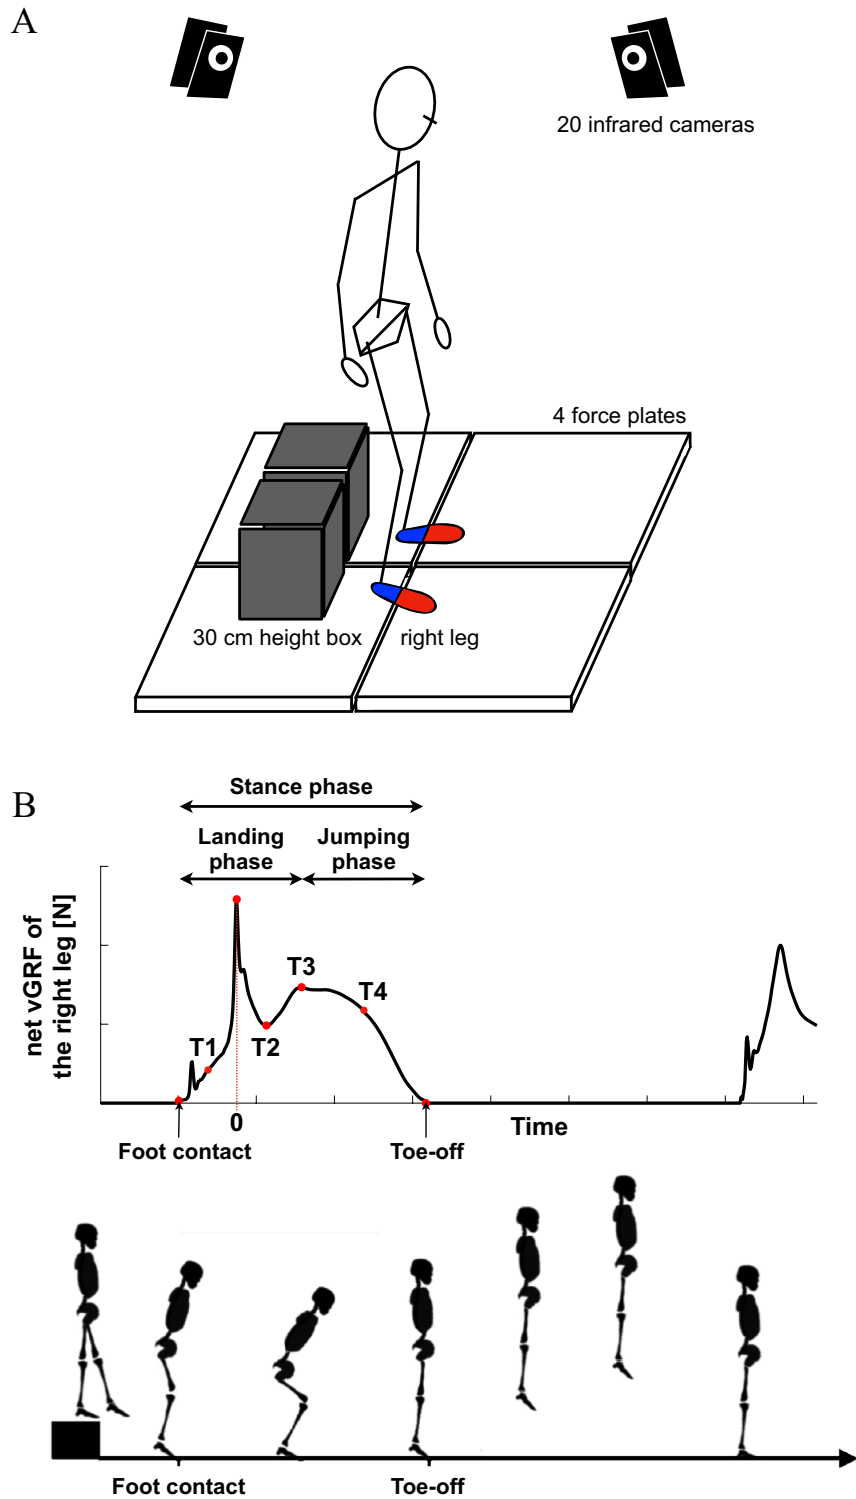 A
20 infrared cameras
4 force plates
30 cm height box
right leg
B
Stance phase
Landing
phase
Jumping
phase
net vGRF of
the right leg [N]
T3
T4
T1
T2
0
Time
Foot contact
Toe-off
Foot contact
Toe-off